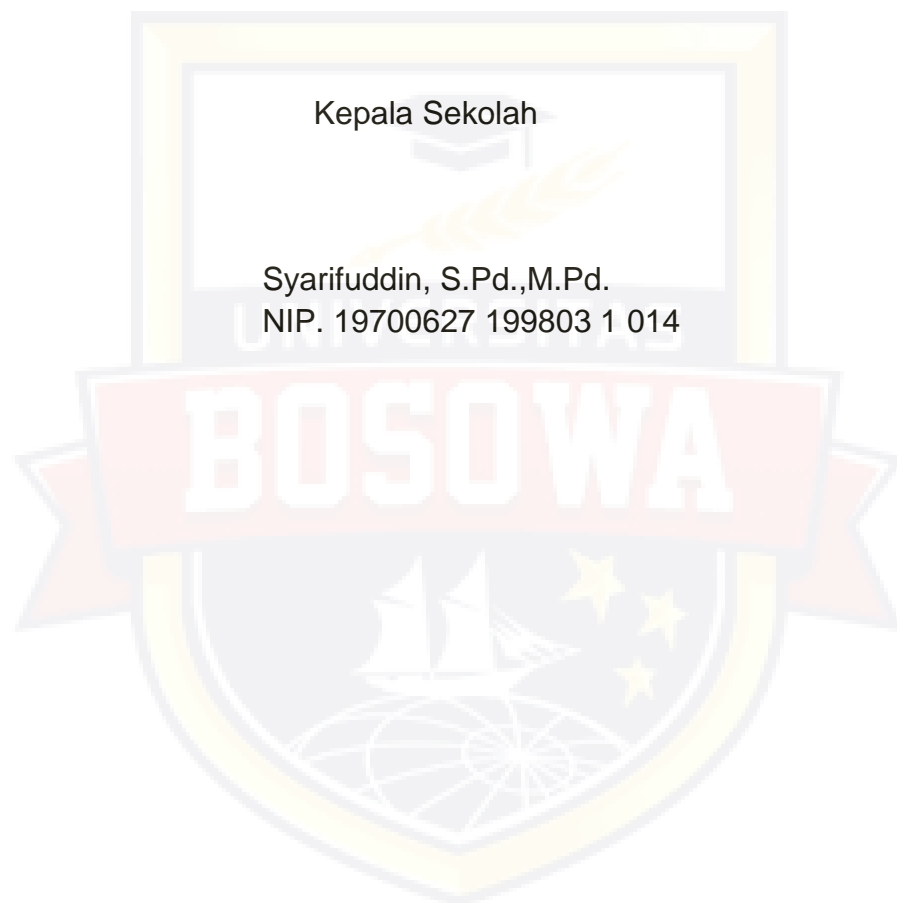 Kepala Sekolah
Syarifuddin, S.Pd.,M.Pd.
NIP. 19700627 199803 1 014
UNIVERSITAS
BOSOWA